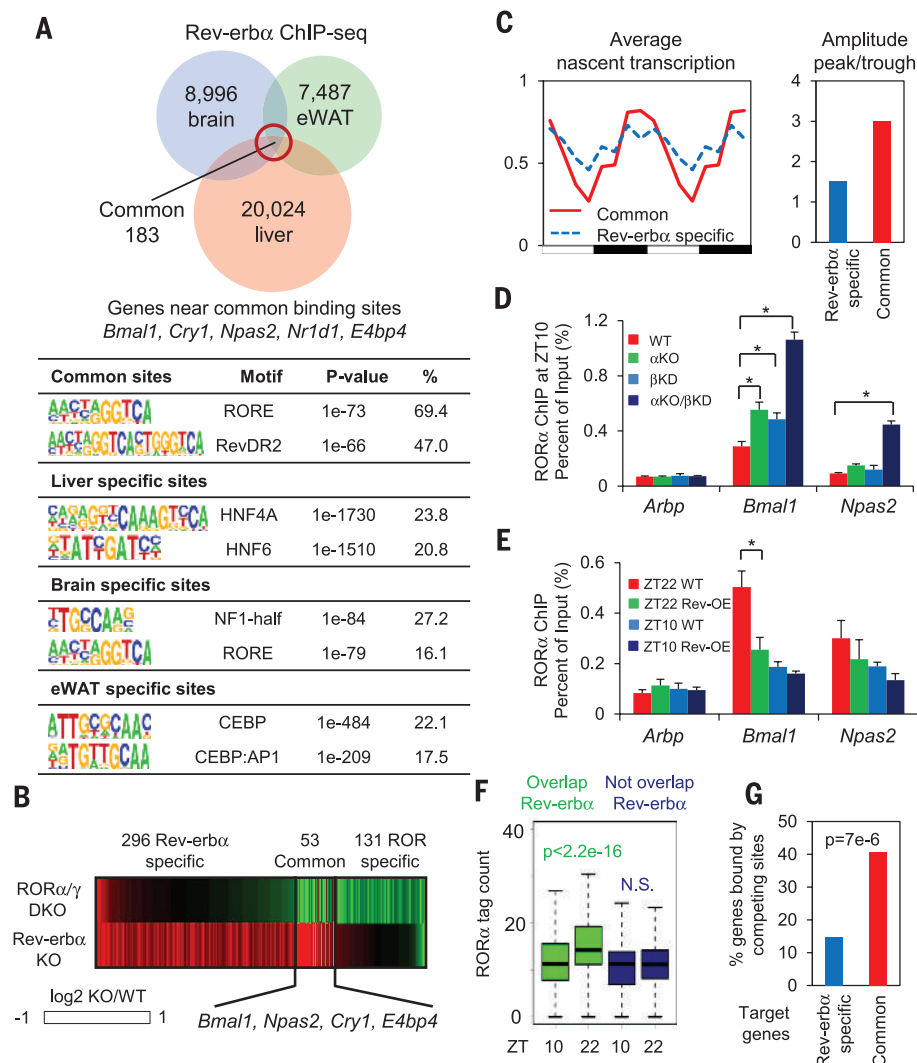 A
Rev-erbα ChIP-seq
8,996
brain
7,487
eWAT
Common
183
20,024
liver
Genes near common binding sites
Bmal1, Cry1, Npas2, Nr1d1, E4bp4
Common sites Motif P-value %
RORE 1e-73 69.4
RevDR2 1e-66 47.0
Liver specific sites
HNF4A 1e-1730 23.8
HNF6 1e-1510 20.8
Brain specific sites
NF1-half 1e-84 27.2
RORE 1e-79 16.1
eWAT specific sites
CEBP 1e-484 22.1
CEBP:AP1 1e-209 17.5
B
296 Rev-erbα
specific
53
Common
131 ROR
specific
RORα/γ
DKO
Rev-erbα
KO
log2 KO/WT
-1 1
Bmal1, Npas2, Cry1, E4bp4
C
Average
nascent transcription
1
0.5
0
Common
Rev-erbα specific
Amplitude
peak/trough
4
3
2
1
0
Rev-erbα
specific
Common
D
RORα ChIP at ZT10
Percent of Input (%)
1.2
0.8
0.4
0
WT
αKO
βKD
αKO/βKD
*
*
*
*
Arbp Bmal1 Npas2
E
RORα ChIP
Percent of Input (%)
0.6
0.4
0.2
0
ZT22 WT
ZT22 Rev-OE
ZT10 WT
ZT10 Rev-OE
*
Arbp Bmal1 Npas2
F
Overlap
Rev-erbα
Not overlap
Rev-erbα
RORα tag count
40
20
0
p<2.2e-16
N.S.
ZT 10 22 10 22
G
% genes bound by
competing sites
50
40
30
20
10
0
p=7e-6
Target
genes
Rev-erbα
specific
Common